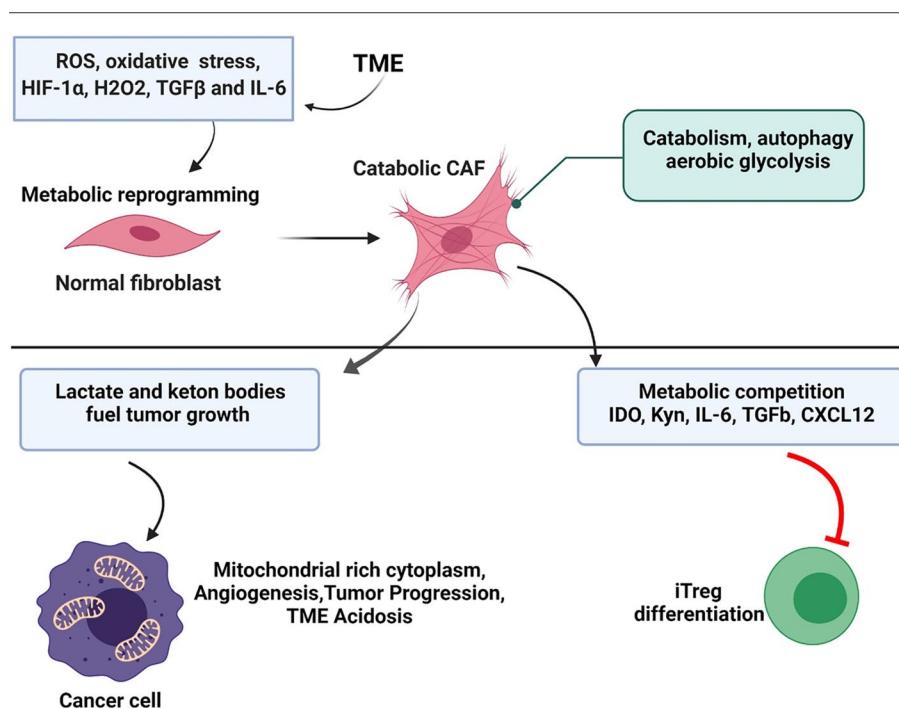 ROS, oxidative stress,
HIF-1α, H2O2, TGFβ and IL-6
TME
Catabolism, autophagy
aerobic glycolysis
Catabolic CAF
Metabolic reprogramming
Normal fibroblast
Lactate and keton bodies
fuel tumor growth
Metabolic competition
IDO, Kyn, IL-6, TGFb, CXCL12
Mitochondrial rich cytoplasm,
Angiogenesis,Tumor Progression,
TME Acidosis
iTreg
differentiation
Cancer cell